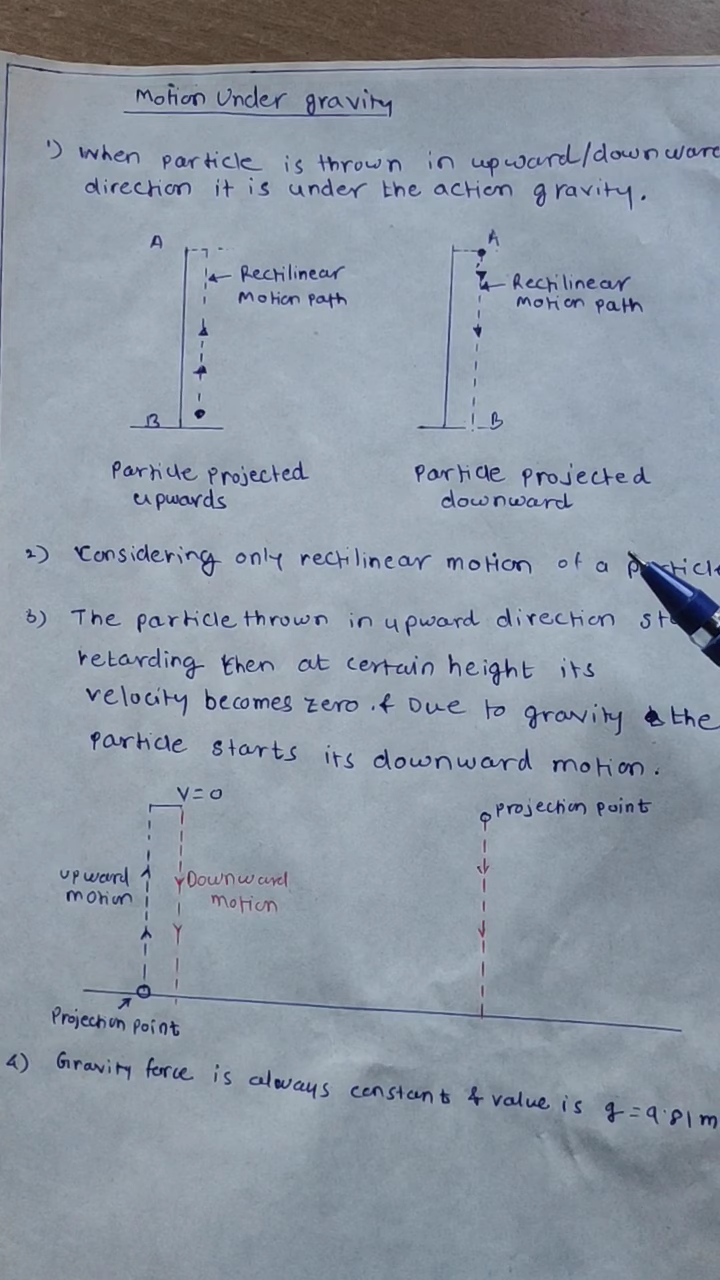 Motion Under gravity
1) When particle is thrown in upward/downward
direction it is under the action gravity.
A
A
Rectilinear
Motion path
Rectilinear
motion path
B
B
Particle projected
upwards
Particle projected
downward
2) Considering only rectilinear motion of a
3) The particle thrown in upward direction
retarding then at certain height its
velocity becomes zero. & Due to gravity the
particle starts its downward motion.
V=0
projection point
upward
motion
Downward
motion
Projection point
4) Gravity force is always constant & value is g=9.81m